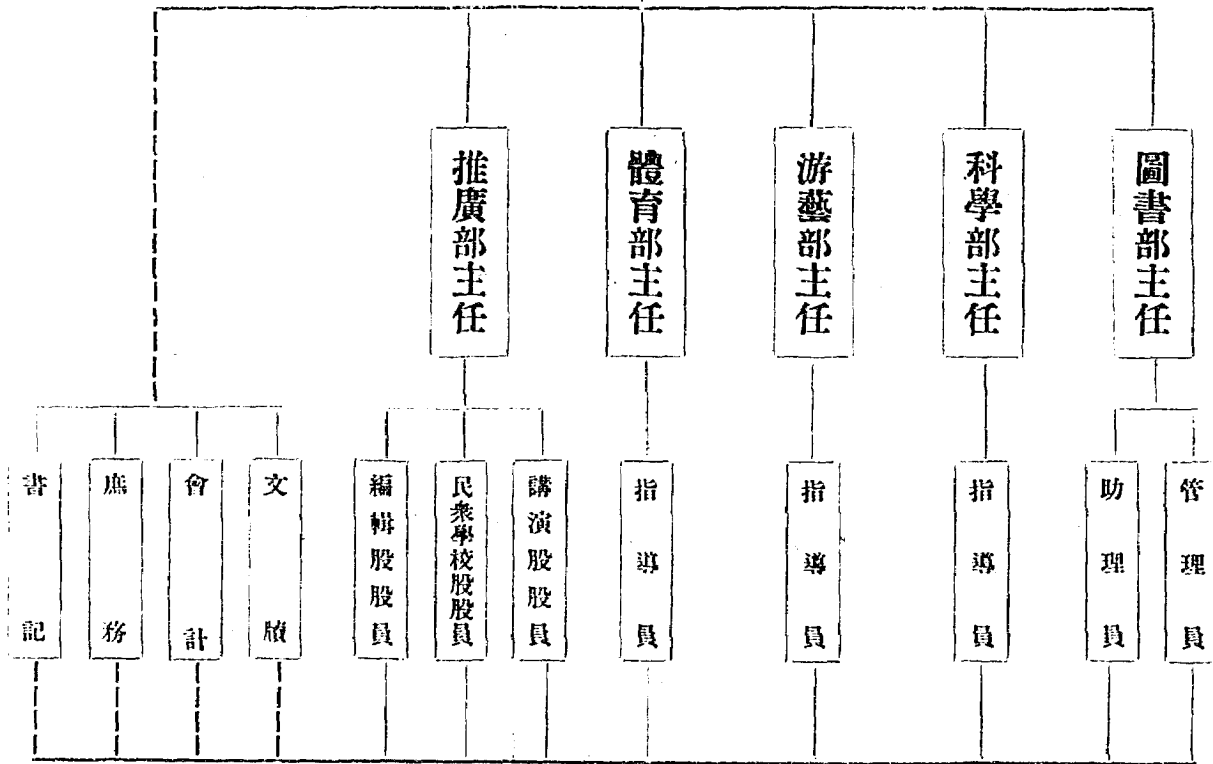 圖書部主任
科學部主任
游藝部主任
體育部主任
推廣部主任
管理員
助理員
指導員
指導員
指導員
講演股股員
民衆學校股股員
編輯股股員
文牘
會計
庶務
書記